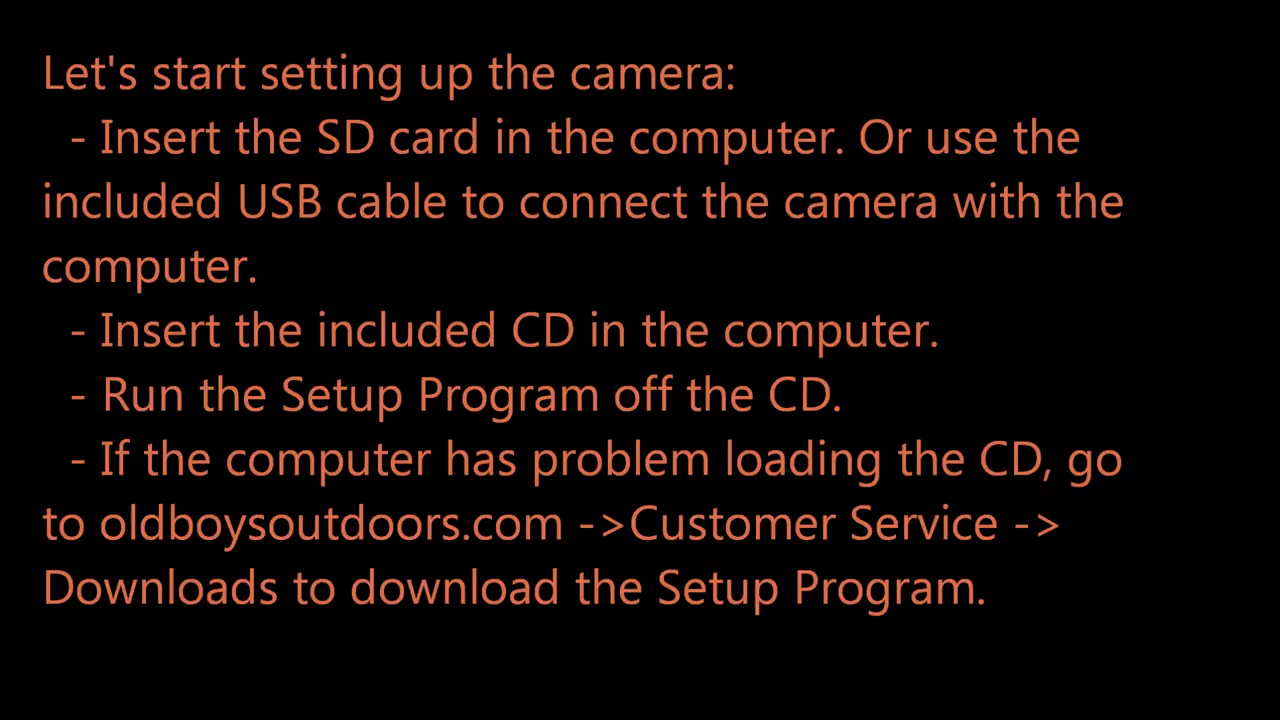 Let's start setting up the camera:
- Insert the SD card in the computer. Or use the
included USB cable to connect the camera with the
computer.
- Insert the included CD in the computer.
- Run the Setup Program off the CD.
- If the computer has problem loading the CD, go
to oldboysoutdoors.com ->Customer Service ->
Downloads to download the Setup Program.